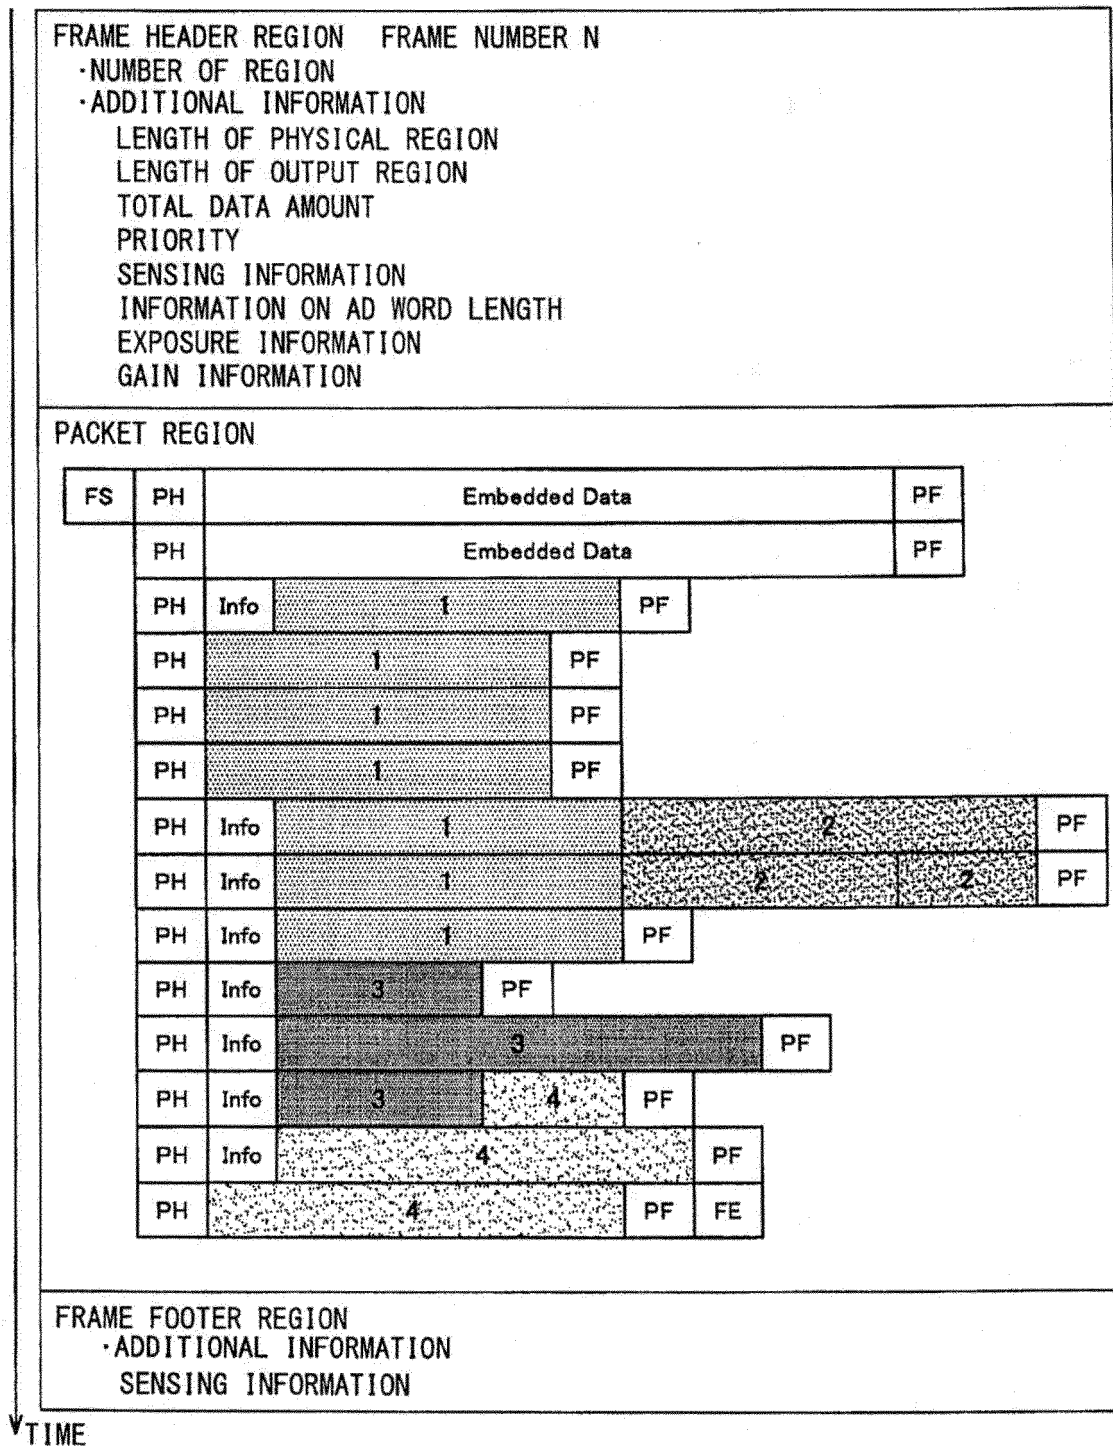 FRAME HEADER REGION FRAME NUMBER N
·NUMBER OF REGION
·ADDITIONAL INFORMATION
LENGTH OF PHYSICAL REGION
LENGTH OF OUTPUT REGION
TOTAL DATA AMOUNT
PRIORITY
SENSING INFORMATION
INFORMATION ON AD WORD LENGTH
EXPOSURE INFORMATION
GAIN INFORMATION
PACKET REGION
FS PH Embedded Data PF
PH Embedded Data PF
PH Info 1 PF
PH 1 PF
PH 1 PF
PH 1 PF
PH Info 1 2 PF
PH Info 1 2 2 PF
PH Info 1 PF
PH Info 3 PF
PH Info 3 PF
PH Info 3 4 PF
PH Info 4 PF
PH 4 PF FE
FRAME FOOTER REGION
·ADDITIONAL INFORMATION
SENSING INFORMATION
TIME